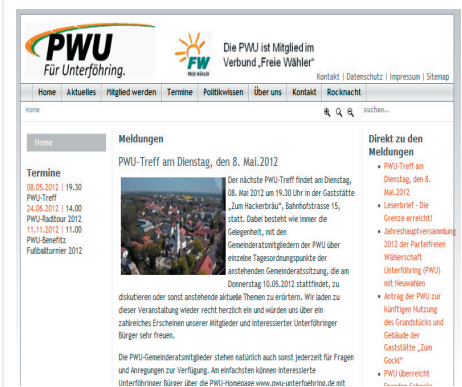 PWU
Für Unterföhring.
FW
FREIE WÄHLER
Die PWU ist Mitglied im
Verbund „Freie Wähler"
Kontakt | Datenschutz | Impressum | Sitemap
Home Aktuelles Mitglied werden Termine Politikwissen Über uns Kontakt Rocknacht
Home
suchen...
Home
Termine
08.05.2012 | 19.30
PWU-Treff
24.06.2012 | 14.00
PWU-Radltour 2012
11.11.2012 | 11.00
PWU-Benefitz
Fußballturnier 2012
Meldungen
PWU-Treff am Dienstag, den 8. Mai.2012
Der nächste PWU-Treff findet am Dienstag,
08. Mai 2012 um 19.30 Uhr in der Gaststätte
„Zum Hackerbräu", Bahnhofstrasse 15,
statt. Dabei besteht wie immer die
Gelegenheit, mit den
Gemeinderatsmitgliedern der PWU über
einzelne Tagesordnungspunkte der
anstehenden Gemeinderatssitzung, die am
Donnerstag 10.05.2012 stattfindet, zu
diskutieren oder sonst anstehende aktuelle Themen zu erörtern. Wir laden zu
dieser Veranstaltung wieder recht herzlich ein und würden uns über ein
zahlreiches Erscheinen unserer Mitglieder und interessierter Unterföhringer
Bürger sehr freuen.
Die PWU-Gemeinderatsmitglieder stehen natürlich auch sonst jederzeit für Fragen
und Anregungen zur Verfügung. Am einfachsten können interessierte
Unterföhringer Bürger über die PWU-Homepage www.pwu-unterfoehring.de mit
Direkt zu den
Meldungen
PWU-Treff am
Dienstag, den 8.
Mai.2012
Leserbrief - Die
Grenze erreicht!
Jahreshauptversammlung
2012 der Parteifreien
Wählerschaft
Unterföhring (PWU)
mit Neuwahlen
Antrag der PWU zur
künftigen Nutzung
des Grundstücks und
Gebäude der
Gaststätte „Zum
Gockl"
PWU überreicht
Spenden-Schecks